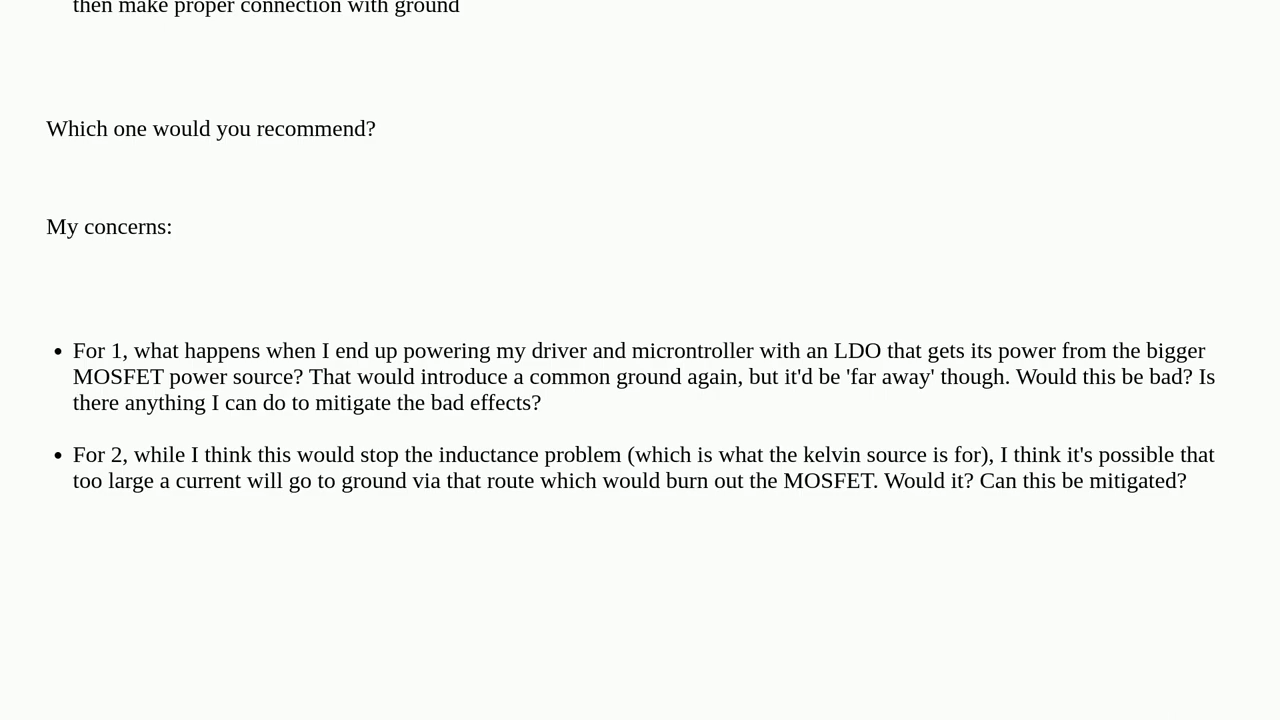 then make proper connection with ground
Which one would you recommend?
My concerns:
• For 1, what happens when I end up powering my driver and microntroller with an LDO that gets its power from the bigger
MOSFET power source? That would introduce a common ground again, but it'd be 'far away' though. Would this be bad? Is
there anything I can do to mitigate the bad effects?
• For 2, while I think this would stop the inductance problem (which is what the kelvin source is for), I think it's possible that
too large a current will go to ground via that route which would burn out the MOSFET. Would it? Can this be mitigated?